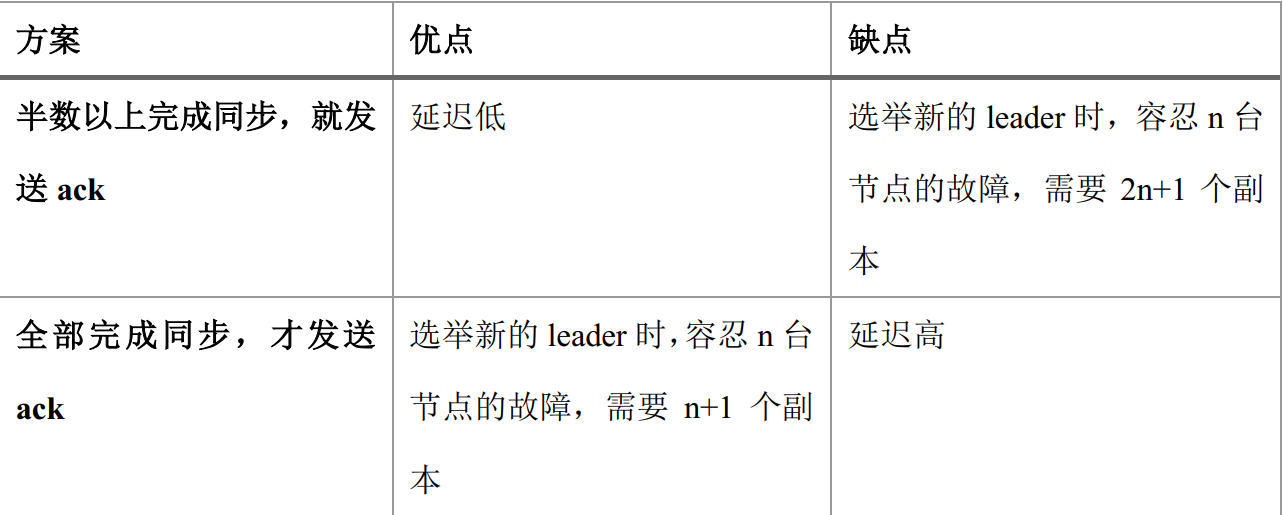 方案
优点
缺点
半数以上完成同步，就发
送 ack
延迟低
选举新的 leader 时，容忍 n 台
节点的故障，需要 2n+1 个副
本
全部完成同步，才发送
ack
选举新的 leader 时，容忍 n 台
节点的故障，需要 n+1 个副
本
延迟高